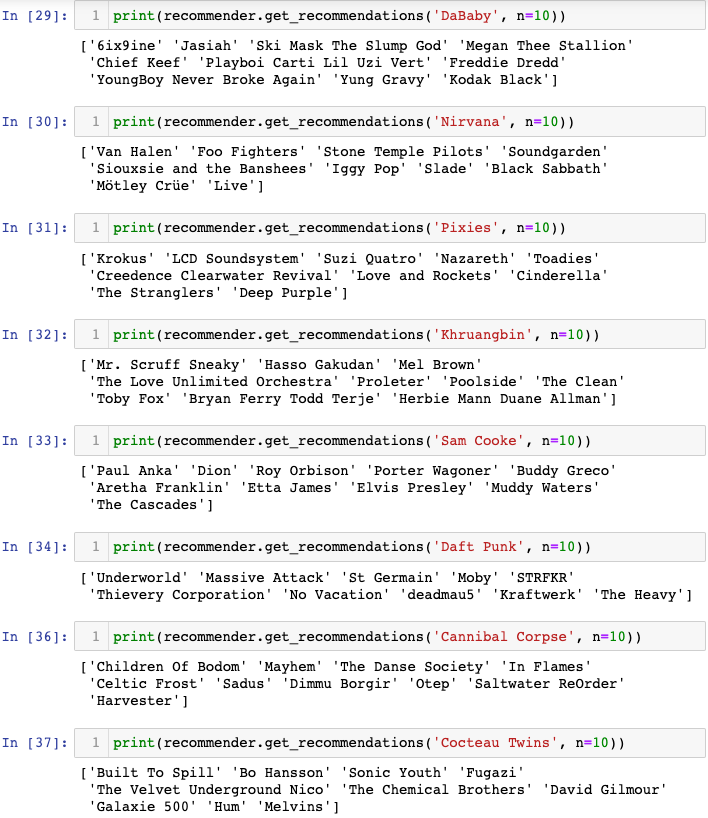 In [29]: 1 print(recommender.get_recommendations('DaBaby', n=10))
['6ix9ine' 'Jasiah' 'Ski Mask The Slump God' 'Megan Thee Stallion'
'Chief Keef' 'Playboi Carti Lil Uzi Vert' 'Freddie Dredd'
'YoungBoy Never Broke Again' 'Yung Gravy' 'Kodak Black']
In [30]: 1 print(recommender.get_recommendations('Nirvana', n=10))
['Van Halen' 'Foo Fighters' 'Stone Temple Pilots' 'Soundgarden'
'Siouxsie and the Banshees' 'Iggy Pop' 'Slade' 'Black Sabbath'
'Mötley Crüe' 'Live']
In [31]: 1 print(recommender.get_recommendations('Pixies', n=10))
['Krokus' 'LCD Soundsystem' 'Suzi Quatro' 'Nazareth' 'Toadies'
'Creedence Clearwater Revival' 'Love and Rockets' 'Cinderella'
'The Stranglers' 'Deep Purple']
In [32]: 1 print(recommender.get_recommendations('Khruangbin', n=10))
['Mr. Scruff Sneaky' 'Hasso Gakudan' 'Mel Brown'
'The Love Unlimited Orchestra' 'Proleter' 'Poolside' 'The Clean'
'Toby Fox' 'Bryan Ferry Todd Terje' 'Herbie Mann Duane Allman']
In [33]: 1 print(recommender.get_recommendations('Sam Cooke', n=10))
['Paul Anka' 'Dion' 'Roy Orbison' 'Porter Wagoner' 'Buddy Greco'
'Aretha Franklin' 'Etta James' 'Elvis Presley' 'Muddy Waters'
'The Cascades']
In [34]: 1 print(recommender.get_recommendations('Daft Punk', n=10))
['Underworld' 'Massive Attack' 'St Germain' 'Moby' 'STRFKR'
'Thievery Corporation' 'No Vacation' 'deadmau5' 'Kraftwerk' 'The Heavy']
In [36]: 1 print(recommender.get_recommendations('Cannibal Corpse', n=10))
['Children Of Bodom' 'Mayhem' 'The Danse Society' 'In Flames'
'Celtic Frost' 'Sadus' 'Dimmu Borgir' 'Otep' 'Saltwater ReOrder'
'Harvester']
In [37]: 1 print(recommender.get_recommendations('Cocteau Twins', n=10))
['Built To Spill' 'Bo Hansson' 'Sonic Youth' 'Fugazi'
'The Velvet Underground Nico' 'The Chemical Brothers' 'David Gilmour'
'Galaxie 500' 'Hum' 'Melvins']